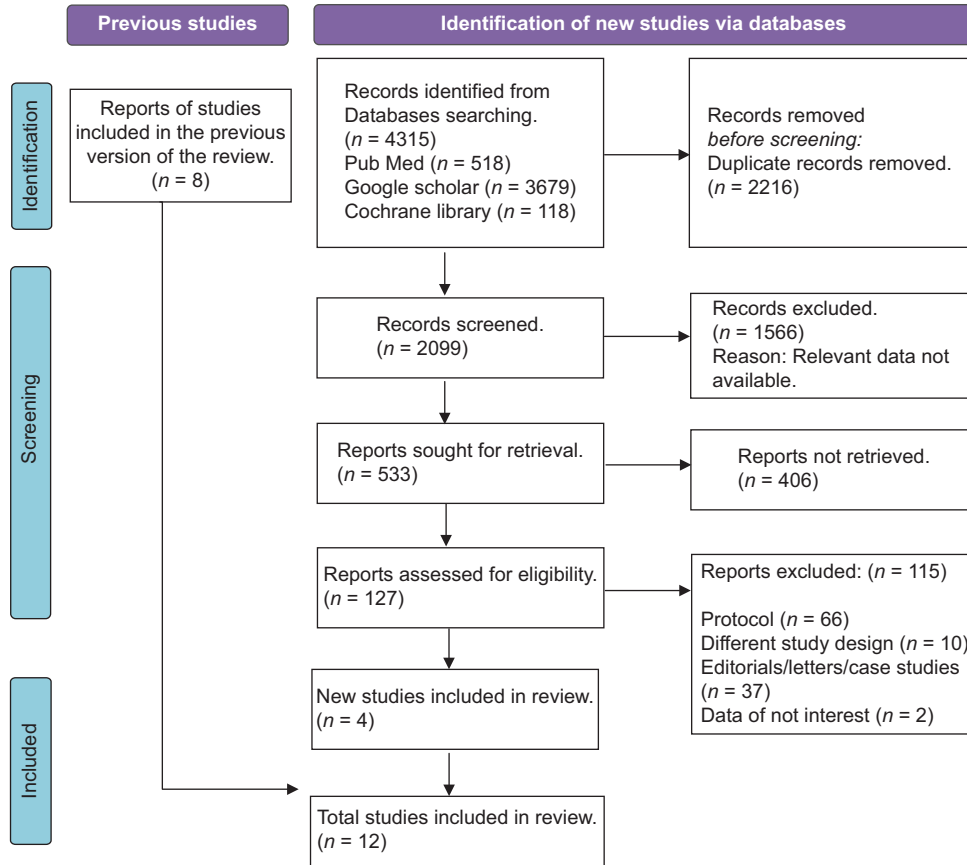 Previous studies
Identification of new studies via databases
Identification
Reports of studies
included in the previous
version of the review.
(n = 8)
Records identified from
Databases searching.
(n = 4315)
Pub Med (n = 518)
Google scholar (n = 3679)
Cochrane library (n = 118)
Records removed
before screening:
Duplicate records removed.
(n = 2216)
Screening
Records screened.
(n = 2099)
Records excluded.
(n = 1566)
Reason: Relevant data not
available.
Reports sought for retrieval.
(n = 533)
Reports not retrieved.
(n = 406)
Reports assessed for eligibility.
(n = 127)
Reports excluded: (n = 115)
Protocol (n = 66)
Different study design (n = 10)
Editorials/letters/case studies
(n = 37)
Data of not interest (n = 2)
Included
New studies included in review.
(n = 4)
Total studies included in review.
(n = 12)